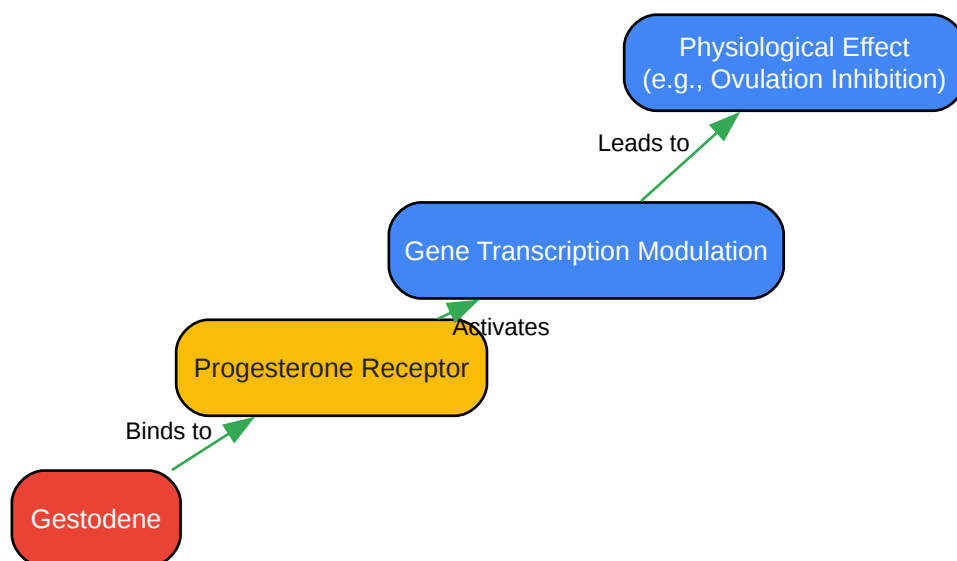 Physiological Effect
(e.g., Ovulation Inhibition)
Leads to
Gene Transcription Modulation
Activates
Progesterone Receptor
Binds to
Gestodene